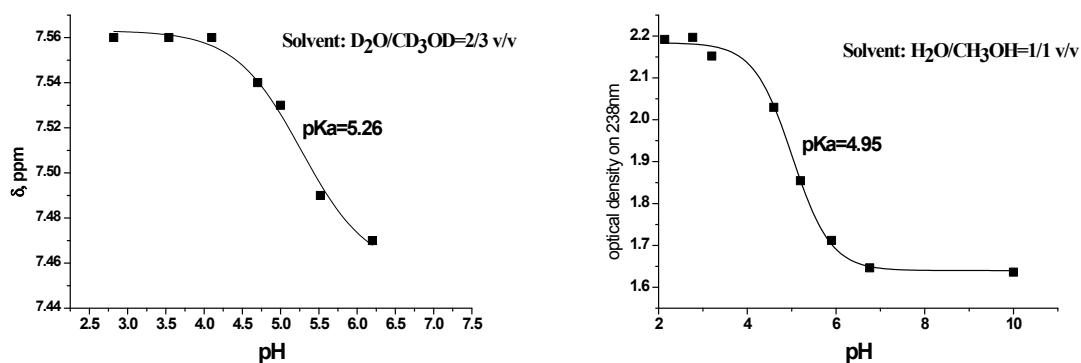 Solvent: D2O/CD3OD=2/3 v/v
7.56
7.54
7.52
7.50
7.48
7.46
7.44
δ, ppm
pKa=5.26
2.5 3.0 3.5 4.0 4.5 5.0 5.5 6.0 6.5 7.0 7.5
pH
Solvent: H2O/CH3OH=1/1 v/v
2.2
2.1
2.0
1.9
1.8
1.7
1.6
optical density on 238nm
pKa=4.95
2 4 6 8 10
pH